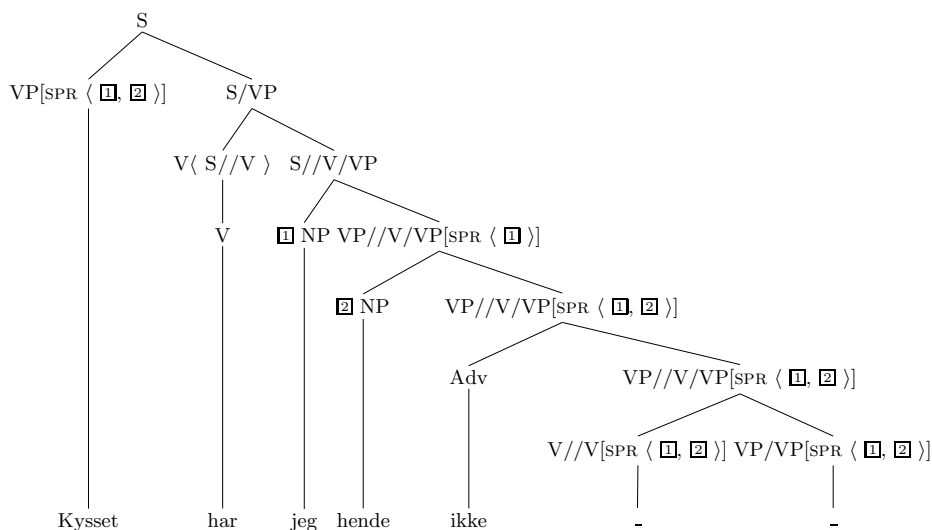 S
VP[SPR ⟨ 1, 2 ⟩] S/VP
V⟨ S//V ⟩ S//V/VP
V 1 NP VP//V/VP[SPR ⟨ 1 ⟩]
2 NP VP//V/VP[SPR ⟨ 1, 2 ⟩]
Adv VP//V/VP[SPR ⟨ 1, 2 ⟩]
V//V[SPR ⟨ 1, 2 ⟩] VP/VP[SPR ⟨ 1, 2 ⟩]
Kysset har jeg hende ikke _ _